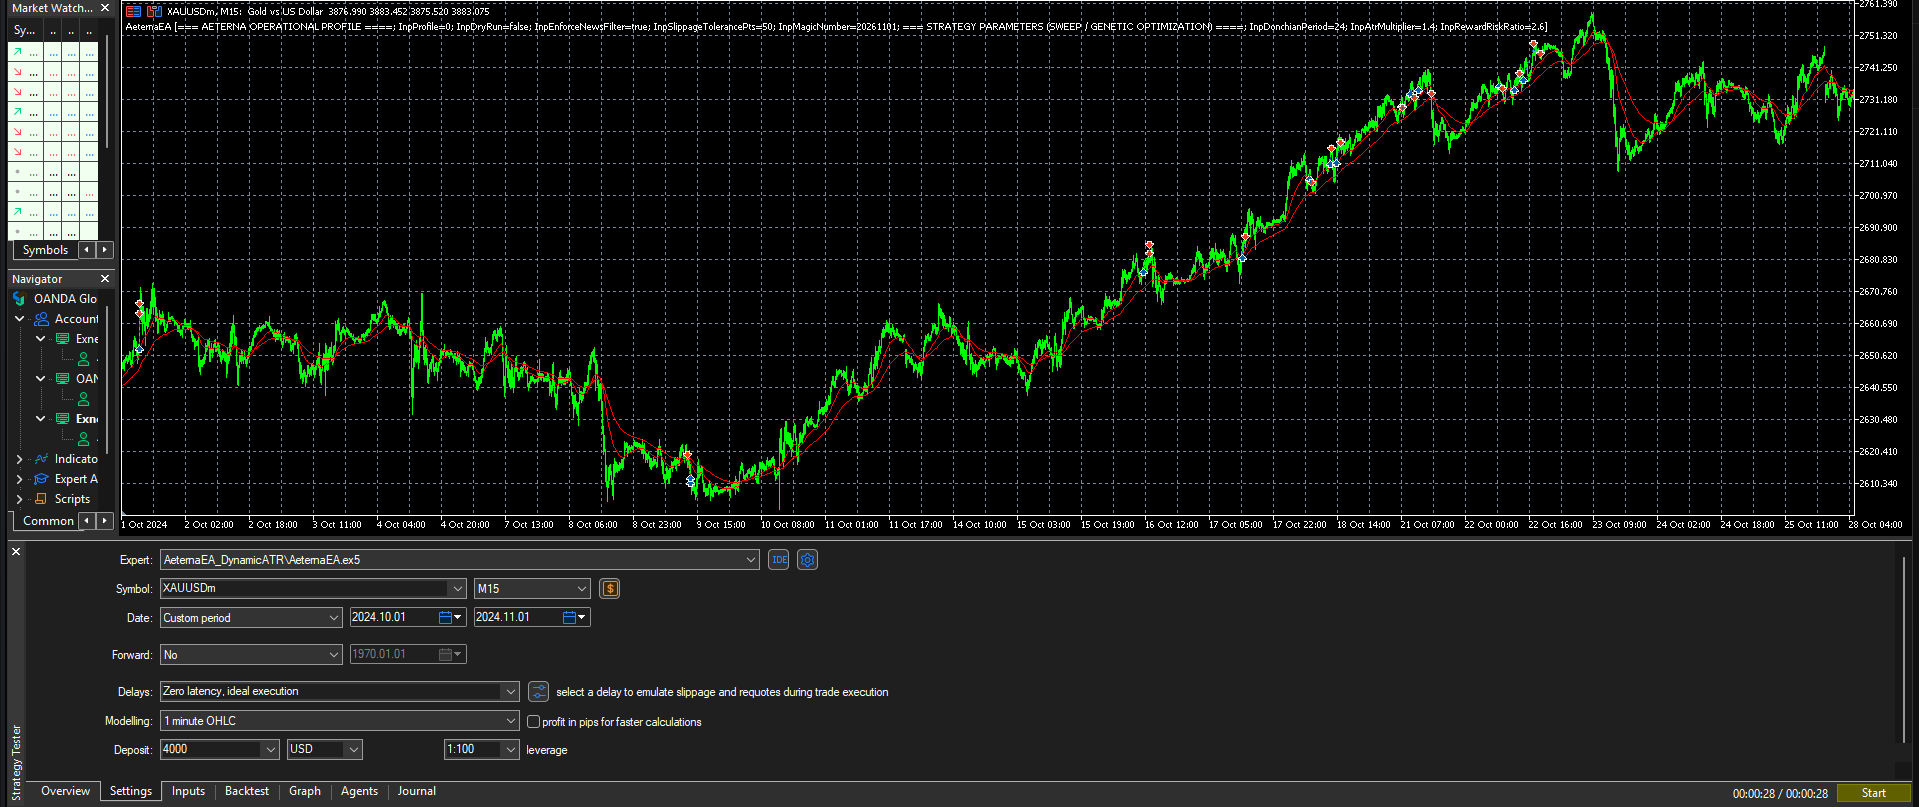 Market Watch...
Sy... .. .. ..
Symbols
Navigator
OANDA Glo
Account
Exne
OAN
Exne
Indicato
Expert A
Scripts
Common
XAUUSDm, M15: Gold vs US Dollar 3876.990 3883.452 3875.520 3883.075
AeternaEA [=== AETERNA OPERATIONAL PROFILE ====; InpProfile=0; InpDryRun=false; InpEnforceNewsFilter=true; InpSlippageTolerancePts=50; InpMagicNumber=20261101; === STRATEGY PARAMETERS (SWEEP / GENETIC OPTIMIZATION) ====; InpDonchianPeriod=24; InpAtrMultiplier=1.4; InpRewardRiskRatio=2.6]
2761.390
2751.320
2741.250
2731.180
2721.110
2711.040
2700.970
2690.900
2680.830
2670.760
2660.690
2650.620
2640.550
2630.480
2620.410
2610.340
1 Oct 2024 2 Oct 02:00 2 Oct 18:00 3 Oct 11:00 4 Oct 04:00 4 Oct 20:00 7 Oct 13:00 8 Oct 06:00 8 Oct 23:00 9 Oct 15:00 10 Oct 08:00 11 Oct 01:00 11 Oct 17:00 14 Oct 10:00 15 Oct 03:00 15 Oct 19:00 16 Oct 12:00 17 Oct 05:00 17 Oct 22:00 18 Oct 14:00 21 Oct 07:00 22 Oct 00:00 22 Oct 16:00 23 Oct 09:00 24 Oct 02:00 24 Oct 18:00 25 Oct 11:00 28 Oct 04:00
Expert: AeternaEA_DynamicATR\AeternaEA.ex5 IDE
Symbol: XAUUSDm M15 $
Date: Custom period 2024.10.01 2024.11.01
Forward: No 1970.01.01
Delays: Zero latency, ideal execution select a delay to emulate slippage and requotes during trade execution
Modelling: 1 minute OHLC profit in pips for faster calculations
Deposit: 4000 USD 1:100 leverage
Strategy Tester
Overview Settings Inputs Backtest Graph Agents Journal
00:00:28 / 00:00:28 Start